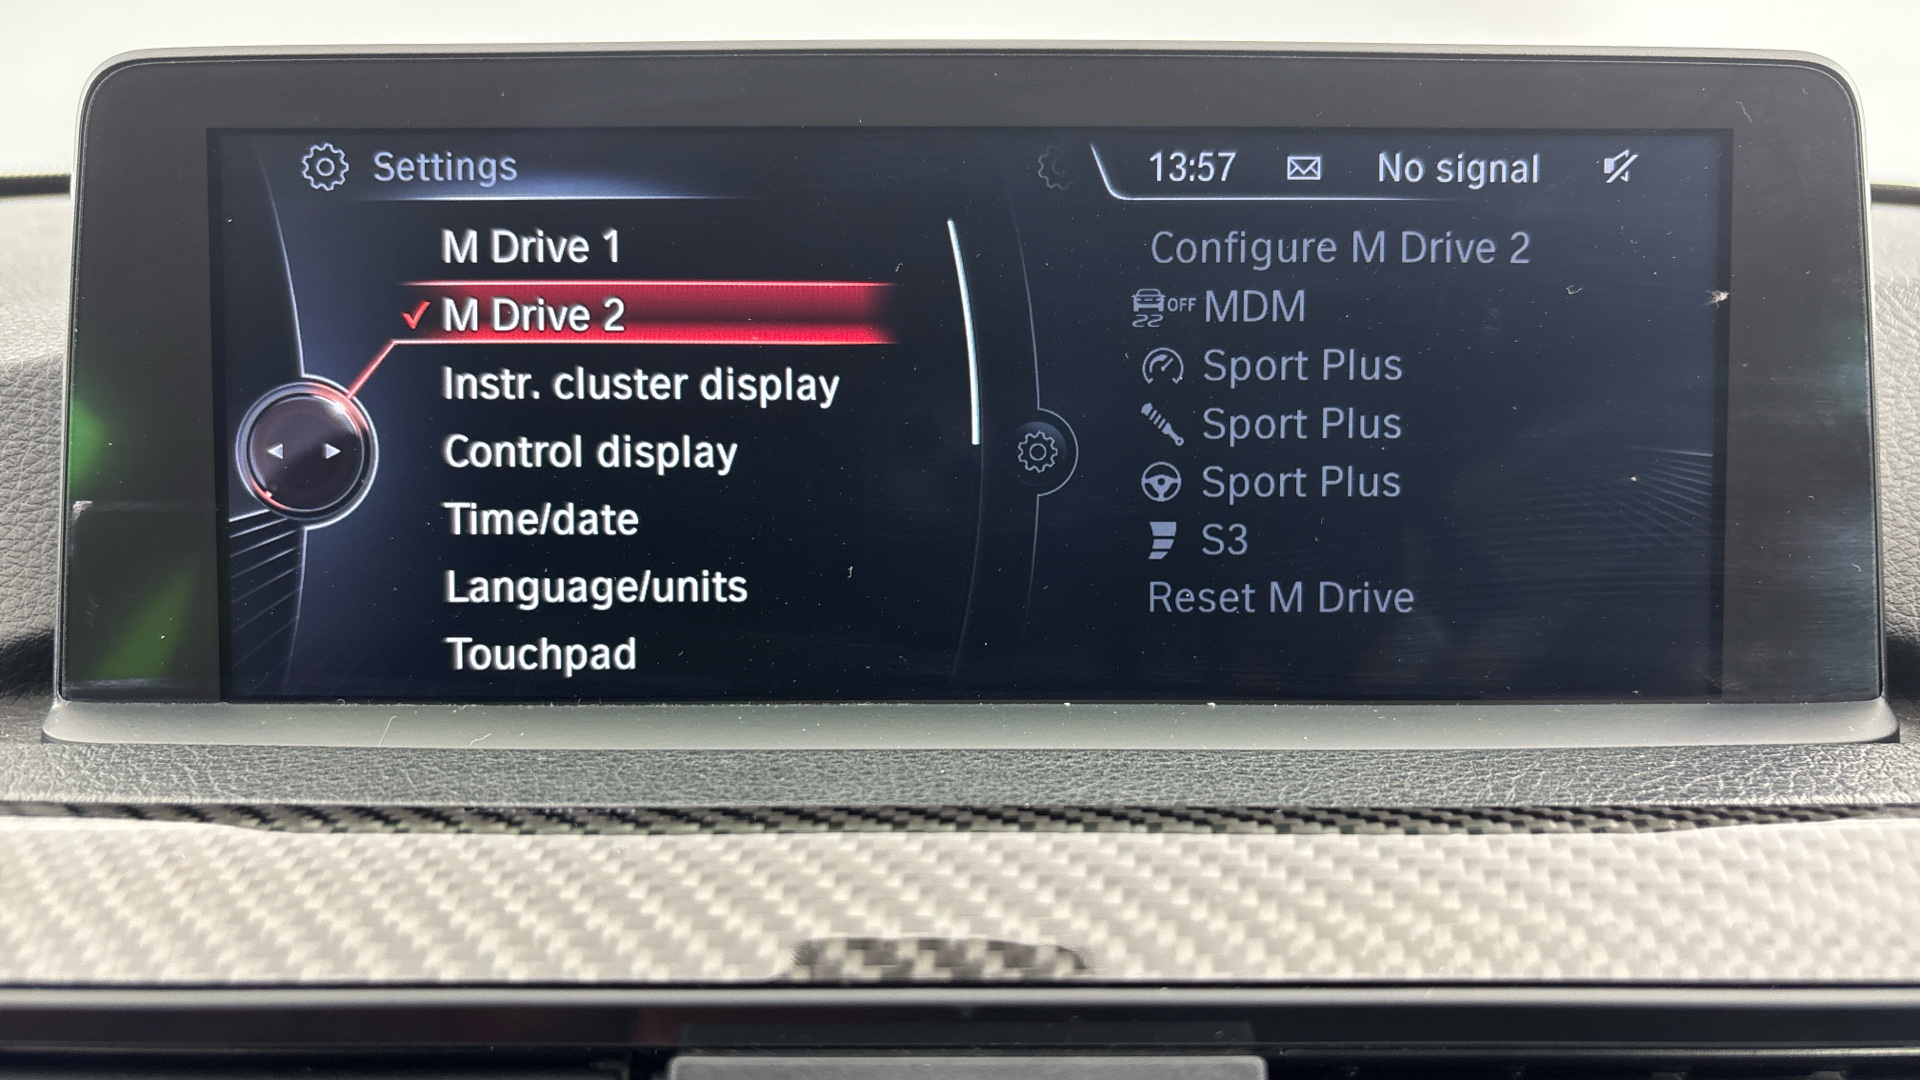 Settings
13:57 No signal
M Drive 1
M Drive 2
Instr. cluster display
Control display
Time/date
Language/units
Touchpad
Configure M Drive 2
OFF MDM
Sport Plus
Sport Plus
Sport Plus
S3
Reset M Drive